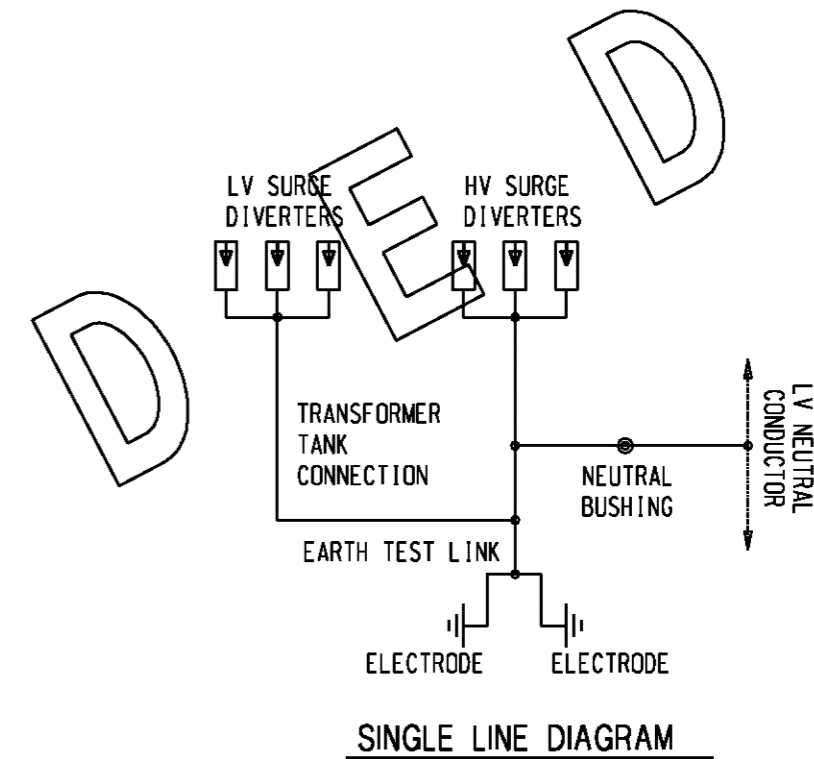 D
E
D
LV SURGE
DIVERTERS
HV SURGE
DIVERTERS
TRANSFORMER
TANK
CONNECTION
NEUTRAL
BUSHING
LV NEUTRAL
CONDUCTOR
EARTH TEST LINK
ELECTRODE
ELECTRODE
SINGLE LINE DIAGRAM